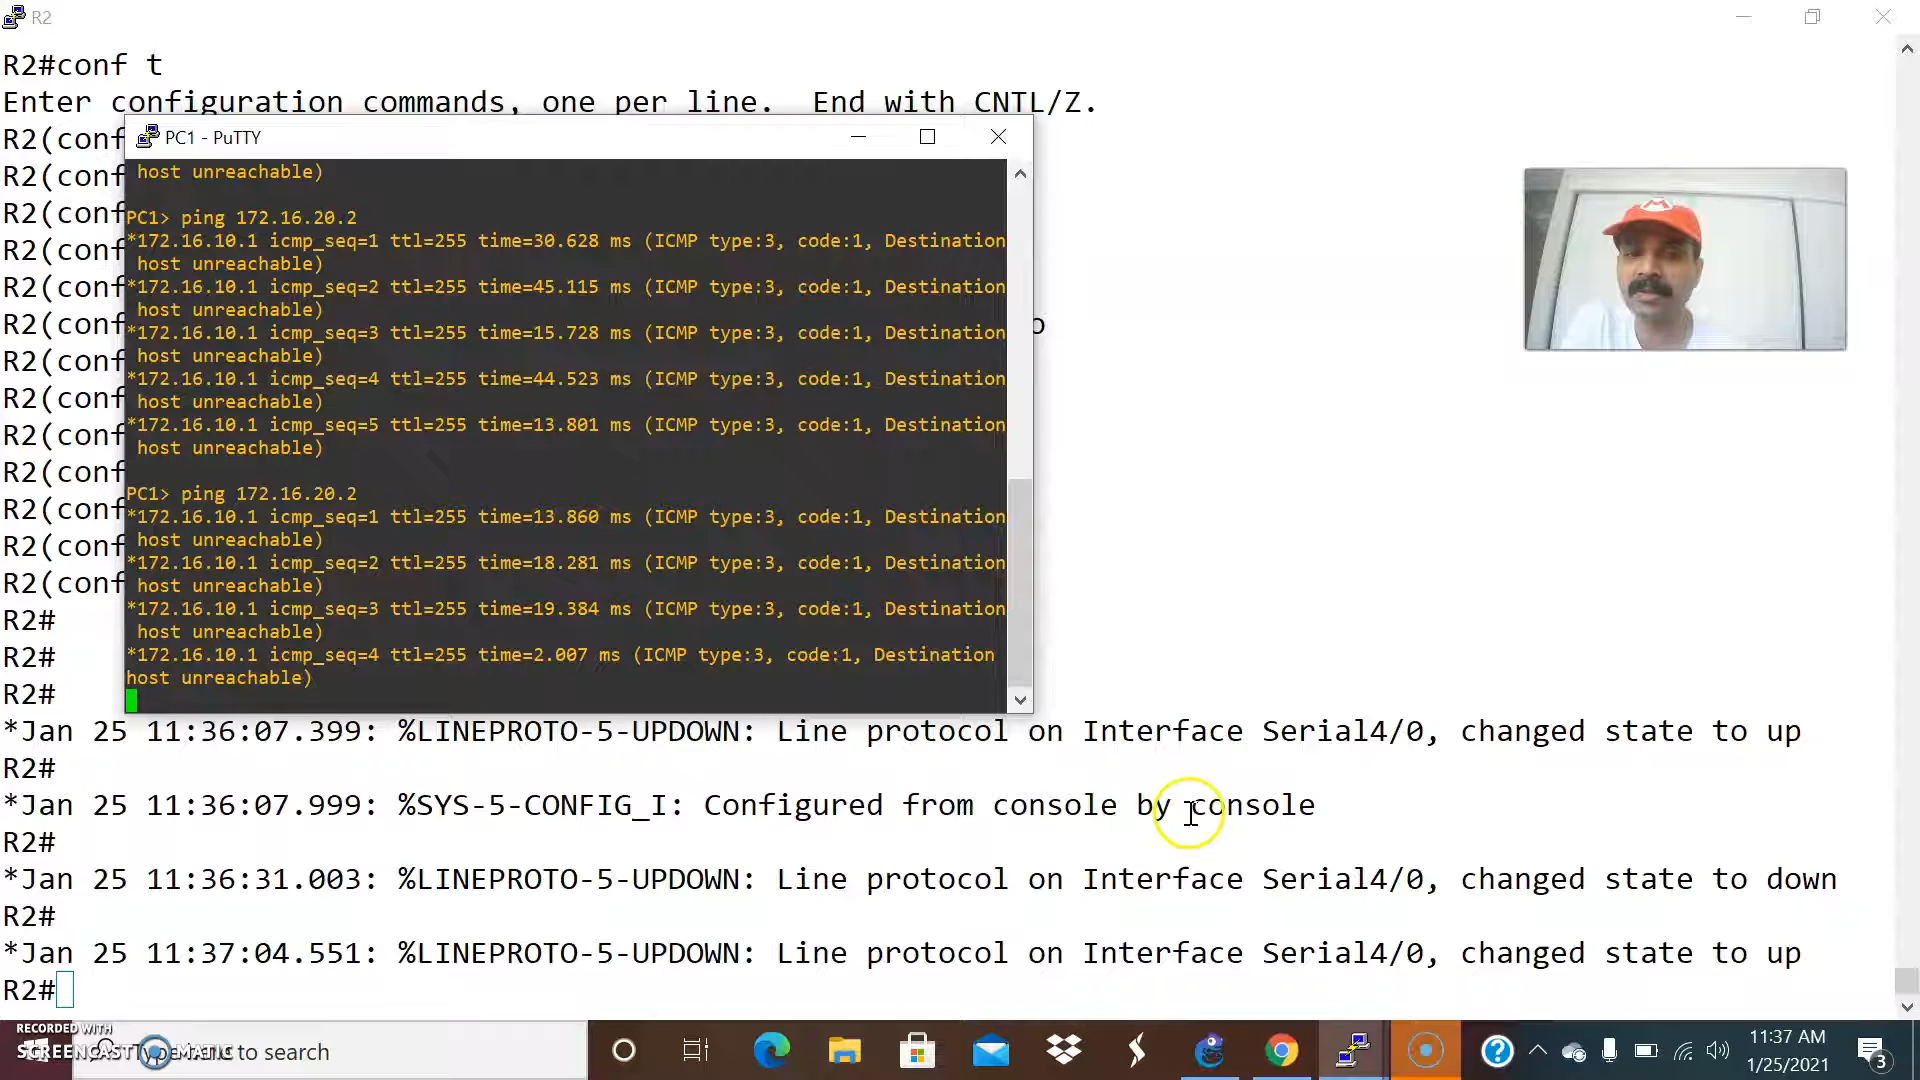 R2
R2#conf t
Enter configuration commands, one per line.  End with CNTL/Z.
R2(conf
R2(conf
R2(conf
R2(conf
R2(conf
R2(conf
R2(conf
R2(conf
R2(conf
R2(conf
R2(conf
R2(conf
R2(conf
o
PC1 - PuTTY
host unreachable)
PC1> ping 172.16.20.2
*172.16.10.1 icmp_seq=1 ttl=255 time=30.628 ms (ICMP type:3, code:1, Destination
host unreachable)
*172.16.10.1 icmp_seq=2 ttl=255 time=45.115 ms (ICMP type:3, code:1, Destination
host unreachable)
*172.16.10.1 icmp_seq=3 ttl=255 time=15.728 ms (ICMP type:3, code:1, Destination
host unreachable)
*172.16.10.1 icmp_seq=4 ttl=255 time=44.523 ms (ICMP type:3, code:1, Destination
host unreachable)
*172.16.10.1 icmp_seq=5 ttl=255 time=13.801 ms (ICMP type:3, code:1, Destination
host unreachable)
PC1> ping 172.16.20.2
*172.16.10.1 icmp_seq=1 ttl=255 time=13.860 ms (ICMP type:3, code:1, Destination
host unreachable)
*172.16.10.1 icmp_seq=2 ttl=255 time=18.281 ms (ICMP type:3, code:1, Destination
host unreachable)
*172.16.10.1 icmp_seq=3 ttl=255 time=19.384 ms (ICMP type:3, code:1, Destination
host unreachable)
*172.16.10.1 icmp_seq=4 ttl=255 time=2.007 ms (ICMP type:3, code:1, Destination
host unreachable)
R2#
R2#
R2#
*Jan 25 11:36:07.399: %LINEPROTO-5-UPDOWN: Line protocol on Interface Serial4/0, changed state to up
R2#
*Jan 25 11:36:07.999: %SYS-5-CONFIG_I: Configured from console by console
R2#
*Jan 25 11:36:31.003: %LINEPROTO-5-UPDOWN: Line protocol on Interface Serial4/0, changed state to down
R2#
*Jan 25 11:37:04.551: %LINEPROTO-5-UPDOWN: Line protocol on Interface Serial4/0, changed state to up
R2#
M
RECORDED WITH
SCREENCAST MATIC
Type here to search
11:37 AM
1/25/2021
3